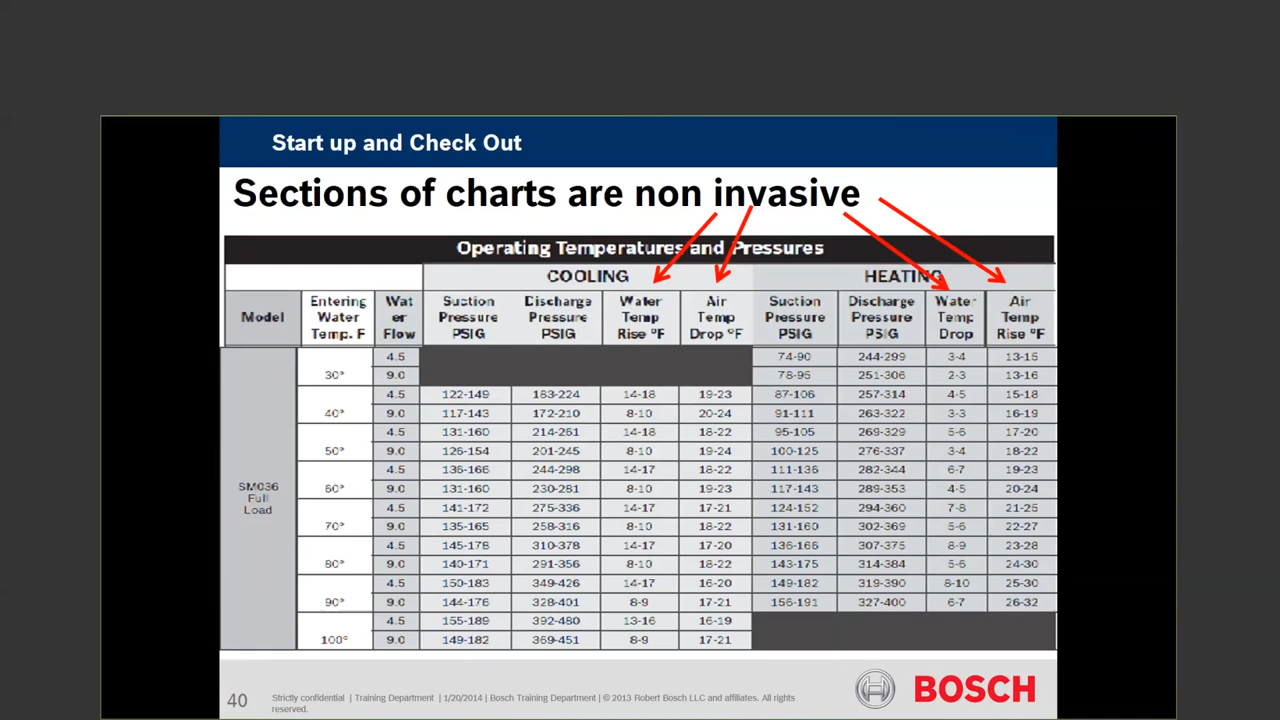 Start up and Check Out
Sections of charts are non invasive
Operating Temperatures and Pressures
COOLING HEATING
Model Entering Water Temp. F Wat er Flow Suction Pressure PSIG Discharge Pressure PSIG Water Temp Rise °F Air Temp Drop °F Suction Pressure PSIG Discharge Pressure PSIG Water Temp Drop Air Temp Rise °F
SM036 Full Load
30° 4.5 74-90 244-299 3-4 13-15
9.0 78-95 251-306 2-3 13-16
40° 4.5 122-149 183-224 14-18 19-23 87-106 257-314 4-5 15-18
9.0 117-143 172-210 8-10 20-24 91-111 263-322 3-3 16-19
50° 4.5 131-160 214-261 14-18 18-22 95-105 269-329 5-6 17-20
9.0 126-154 201-245 8-10 19-24 100-125 276-337 3-4 18-22
60° 4.5 136-166 244-298 14-17 18-22 111-136 282-344 6-7 19-23
9.0 131-160 230-281 8-10 19-23 117-143 289-353 4-5 20-24
70° 4.5 141-172 275-336 14-17 17-21 124-152 294-360 7-8 21-25
9.0 135-165 258-316 8-10 18-22 131-160 302-369 5-6 22-27
80° 4.5 145-178 310-378 14-17 17-20 136-166 307-375 8-9 23-28
9.0 140-171 291-356 8-10 18-22 143-175 314-384 5-6 24-30
90° 4.5 150-183 349-426 14-17 16-20 149-182 319-390 8-10 25-30
9.0 144-176 328-401 8-9 17-21 156-191 327-400 6-7 26-32
100° 4.5 155-189 392-480 13-16 16-19
9.0 149-182 369-451 8-9 17-21
40
Strictly confidential | Training Department | 1/20/2014 | Bosch Training Department | © 2013 Robert Bosch LLC and affiliates. All rights
reserved.
BOSCH